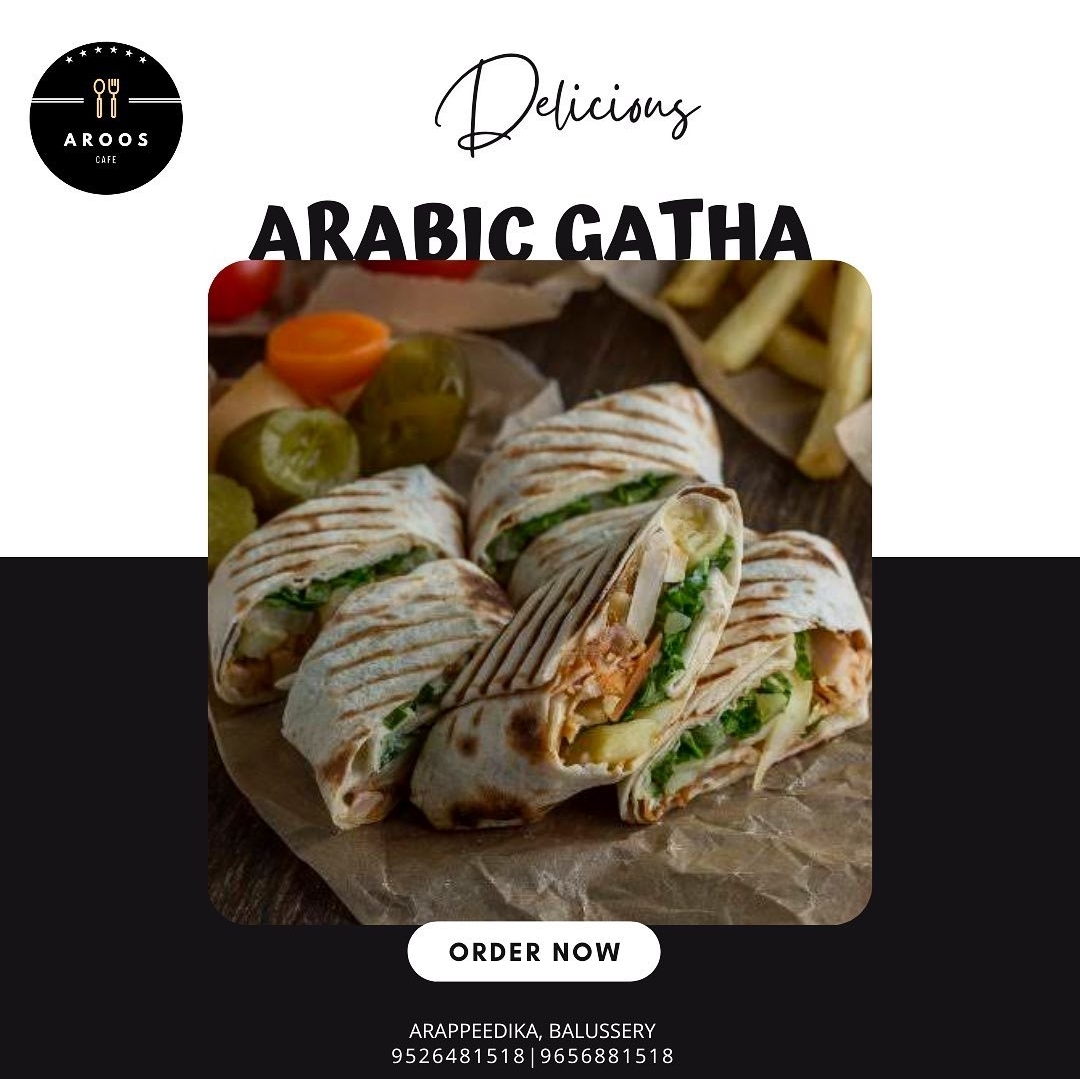 AROOS
CAFE
Delicious
ARABIC GATHA
ORDER NOW
ARAPPEEDIKA, BALUSSERY
9526481518|9656881518